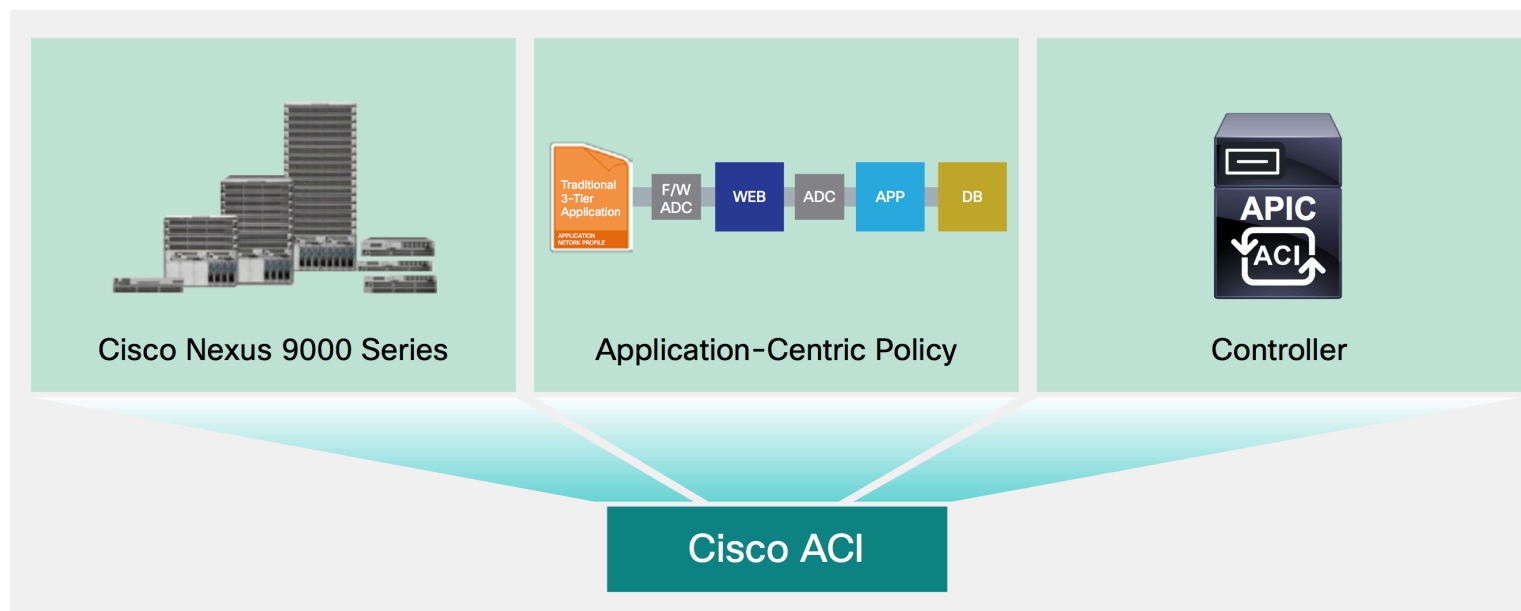 Traditional
3-Tier
Application
APPLICATION
NETORK PROFILE
F/W
ADC
WEB
ADC
APP
DB
APIC
ACI
Cisco Nexus 9000 Series
Application-Centric Policy
Controller
Cisco ACI